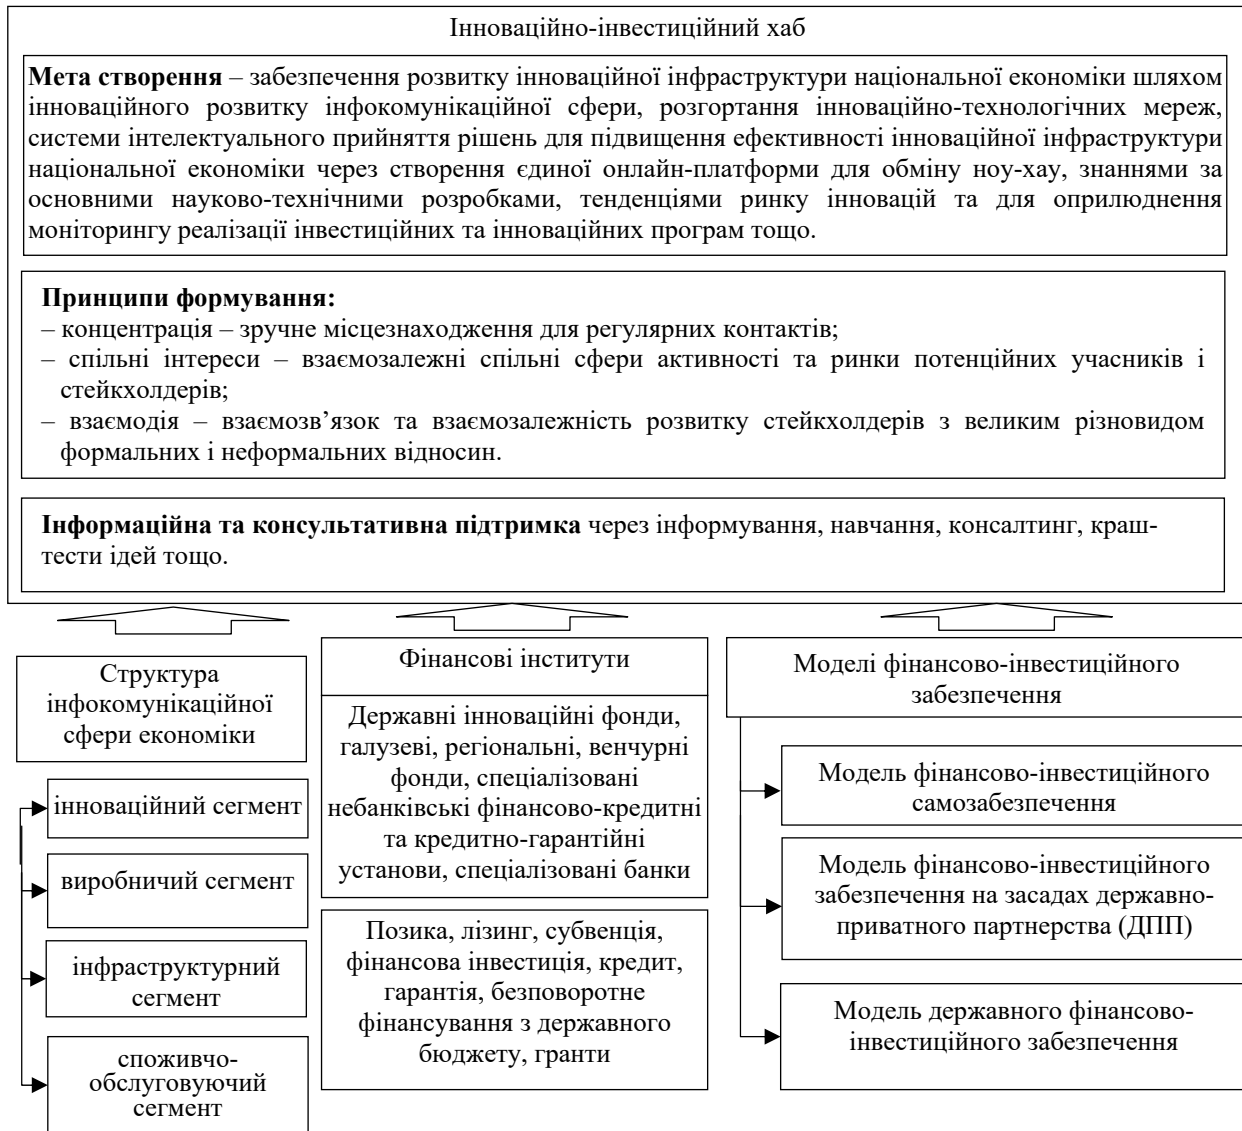 Інноваційно-інвестиційний хаб
Мета створення – забезпечення розвитку інноваційної інфраструктури національної економіки шляхом
інноваційного розвитку інфокомунікаційної сфери, розгортання інноваційно-технологічних мереж,
системи інтелектуального прийняття рішень для підвищення ефективності інноваційної інфраструктури
національної економіки через створення єдиної онлайн-платформи для обміну ноу-хау, знаннями за
основними науково-технічними розробками, тенденціями ринку інновацій та для оприлюднення
моніторингу реалізації інвестиційних та інноваційних програм тощо.
Принципи формування:
– концентрація – зручне місцезнаходження для регулярних контактів;
– спільні інтереси – взаємозалежні спільні сфери активності та ринки потенційних учасників і
стейкхолдерів;
– взаємодія – взаємозв’язок та взаємозалежність розвитку стейкхолдерів з великим різновидом
формальних і неформальних відносин.
Інформаційна та консультативна підтримка через інформування, навчання, консалтинг, краш-
тести ідей тощо.
Структура
інфокомунікаційної
сфери економіки
інноваційний сегмент
виробничий сегмент
інфраструктурний
сегмент
споживчо-
обслуговуючий
сегмент
Фінансові інститути
Державні інноваційні фонди,
галузеві, регіональні, венчурні
фонди, спеціалізовані
небанківські фінансово-кредитні
та кредитно-гарантійні
установи, спеціалізовані банки
Позика, лізинг, субвенція,
фінансова інвестиція, кредит,
гарантія, безповоротне
фінансування з державного
бюджету, гранти
Моделі фінансово-інвестиційного
забезпечення
Модель фінансово-інвестиційного
самозабезпечення
Модель фінансово-інвестиційного
забезпечення на засадах державно-
приватного партнерства (ДПП)
Модель державного фінансово-
інвестиційного забезпечення